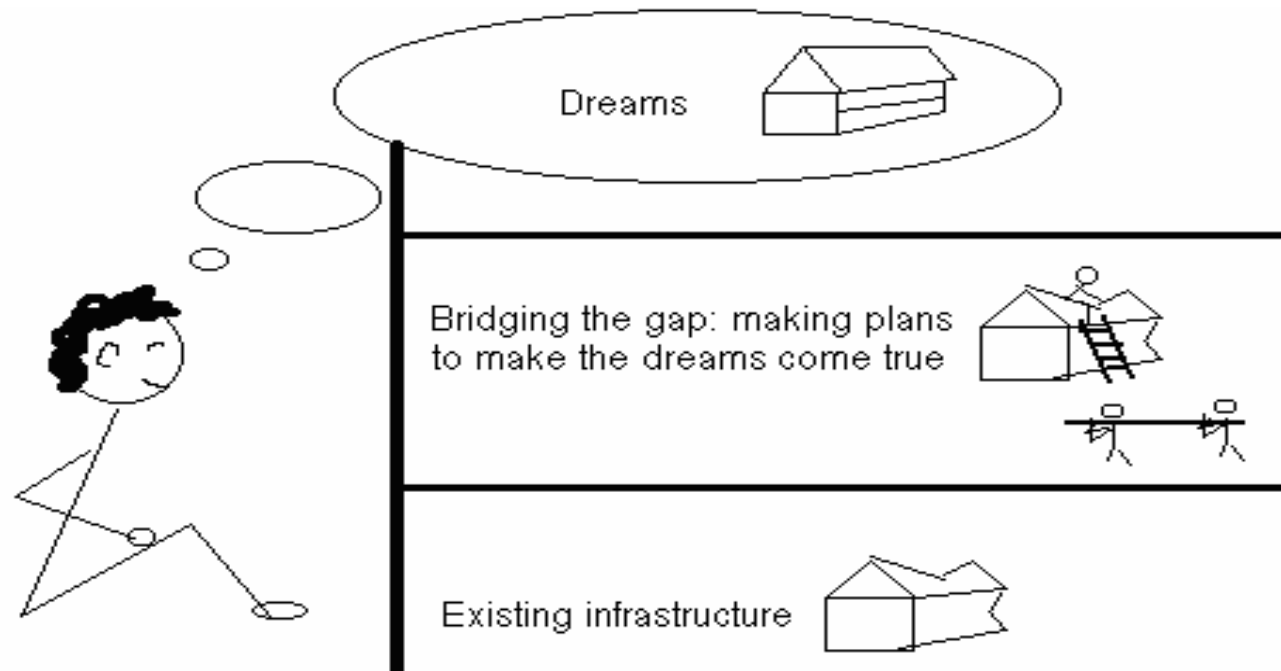 Dreams
Bridging the gap: making plans
to make the dreams come true
Existing infrastructure